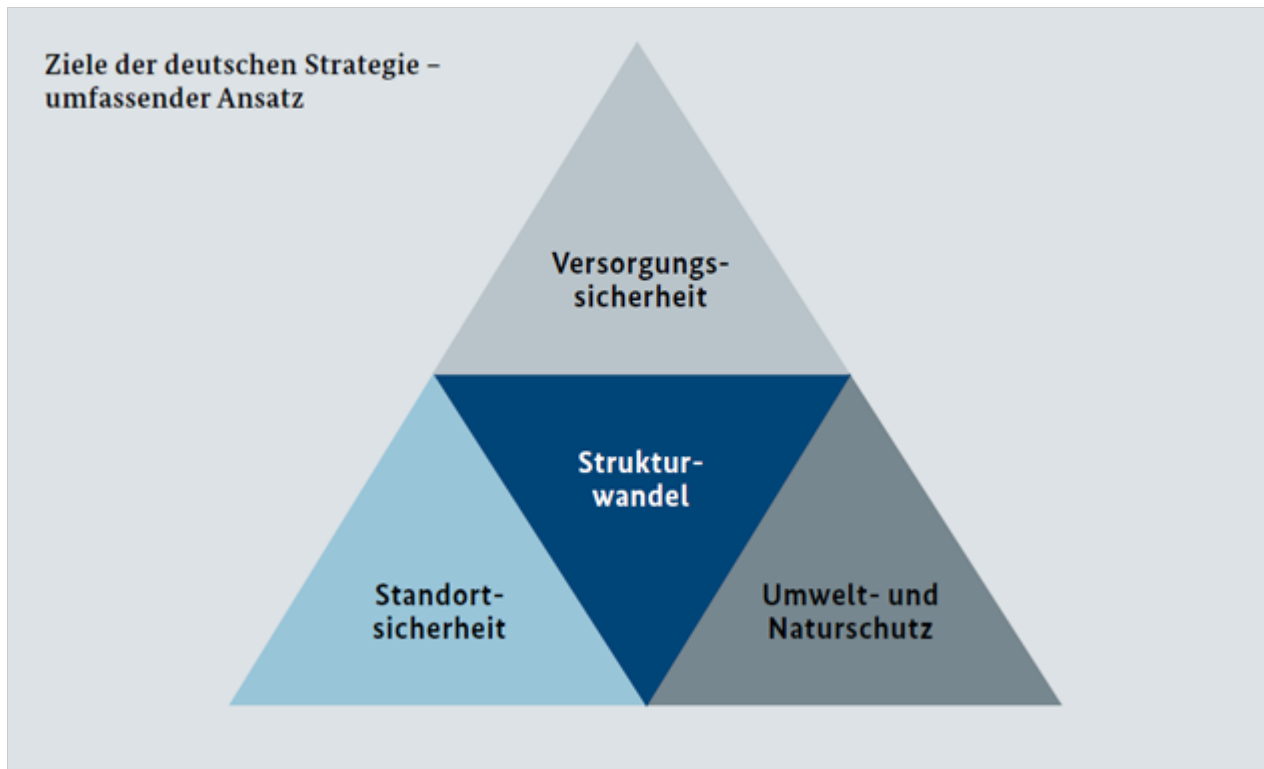 Ziele der deutschen Strategie –
umfassender Ansatz
Versorgungs-
sicherheit
Struktur-
wandel
Standort-
sicherheit
Umwelt- und
Naturschutz